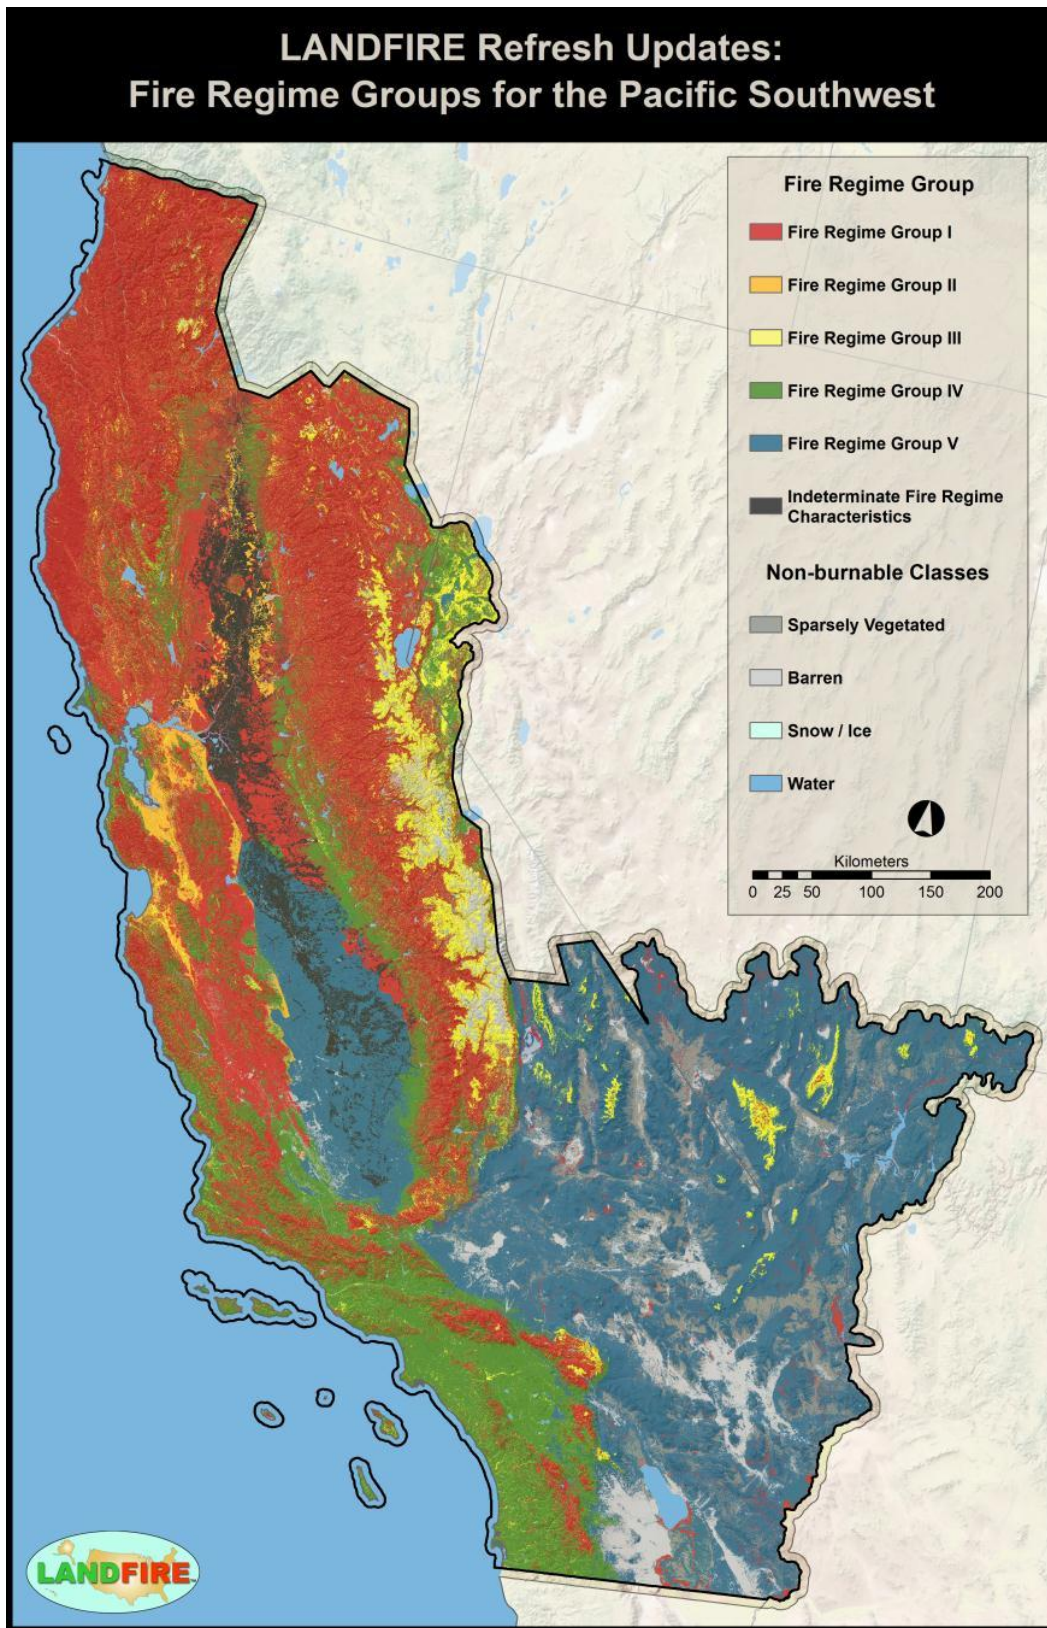 LANDFIRE Refresh Updates:
Fire Regime Groups for the Pacific Southwest
Fire Regime Group
Fire Regime Group I
Fire Regime Group II
Fire Regime Group III
Fire Regime Group IV
Fire Regime Group V
Indeterminate Fire Regime
Characteristics
Non-burnable Classes
Sparsely Vegetated
Barren
Snow / Ice
Water
Kilometers
0 25 50 100 150 200
LANDFIRE